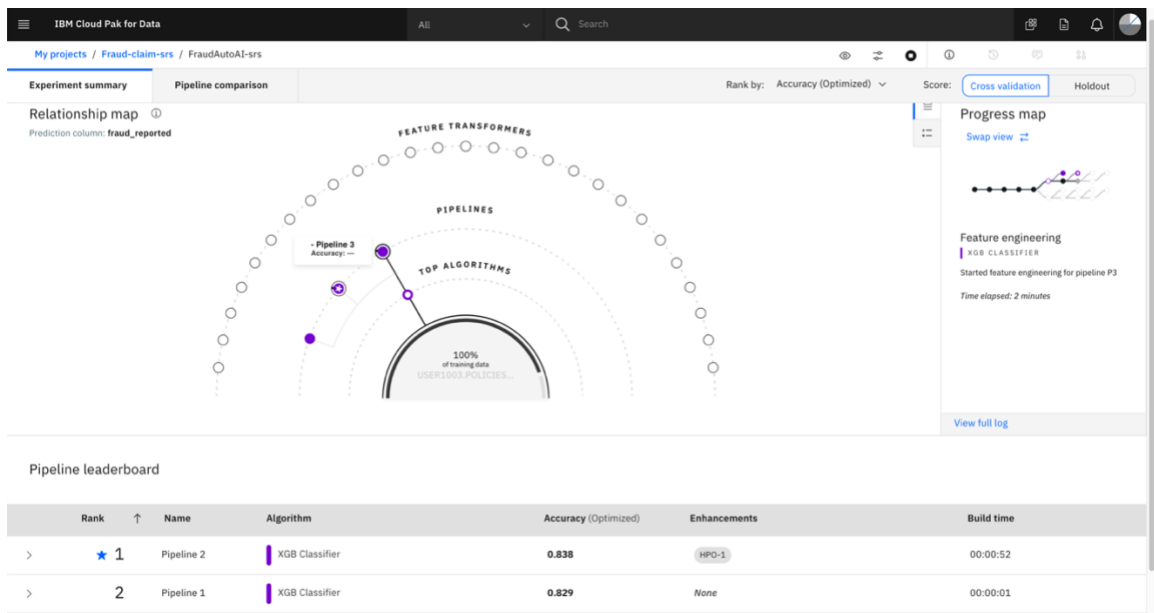 IBM Cloud Pak for Data
All
Search
My projects / Fraud-claim-srs / FraudAutoAI-srs
Experiment summary
Pipeline comparison
Rank by: Accuracy (Optimized)
Score: Cross validation Holdout
Relationship map
Prediction column: fraud_reported
FEATURE TRANSFORMERS
PIPELINES
- Pipeline 3
Accuracy: —
TOP ALGORITHMS
100%
of training data
USER1003.POLICIES...
Progress map
Swap view
Feature engineering
XGB CLASSIFIER
Started feature engineering for pipeline P3
Time elapsed: 2 minutes
View full log
Pipeline leaderboard
Rank Name Algorithm Accuracy (Optimized) Enhancements Build time
1 Pipeline 2 XGB Classifier 0.838 HPO-1 00:00:52
2 Pipeline 1 XGB Classifier 0.829 None 00:00:01